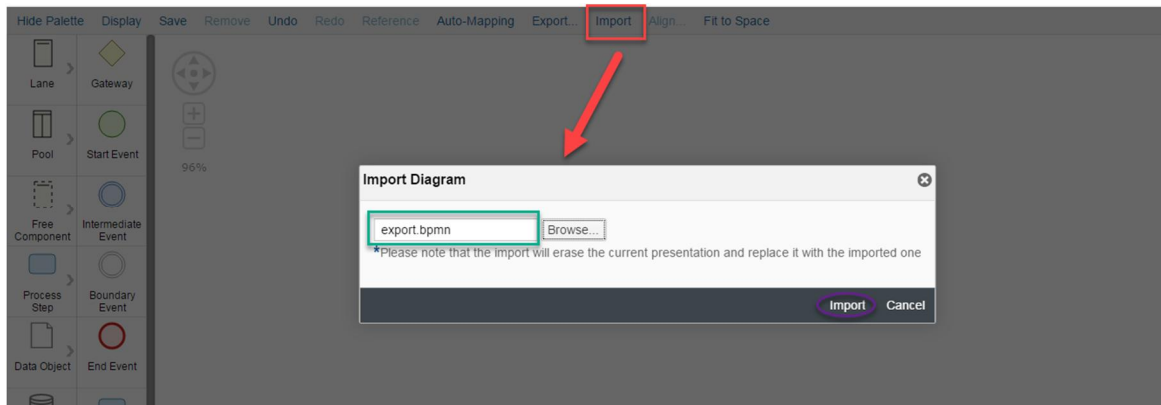 Hide Palette Display Save Remove Undo Redo Reference Auto-Mapping Export... Import Align... Fit to Space
Lane Gateway
Pool Start Event
96%
Free Component Intermediate Event
Process Step Boundary Event
Data Object End Event
Import Diagram
export.bpmn Browse...
*Please note that the import will erase the current presentation and replace it with the imported one
Import Cancel